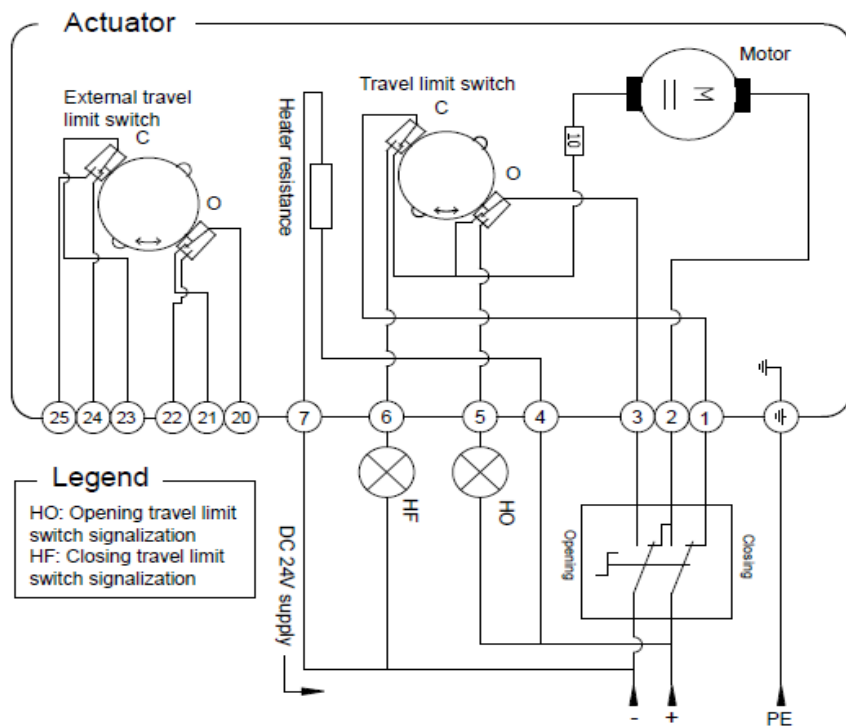 Actuator
Motor
External travel
limit switch
C
O
Heater resistance
Travel limit switch
C
O
10
M
25
24
23
22
21
20
7
6
5
4
3
2
1
Legend
HO: Opening travel limit
switch signalization
HF: Closing travel limit
switch signalization
HF
HO
DC 24V supply
Opening
Closing
-
+
PE